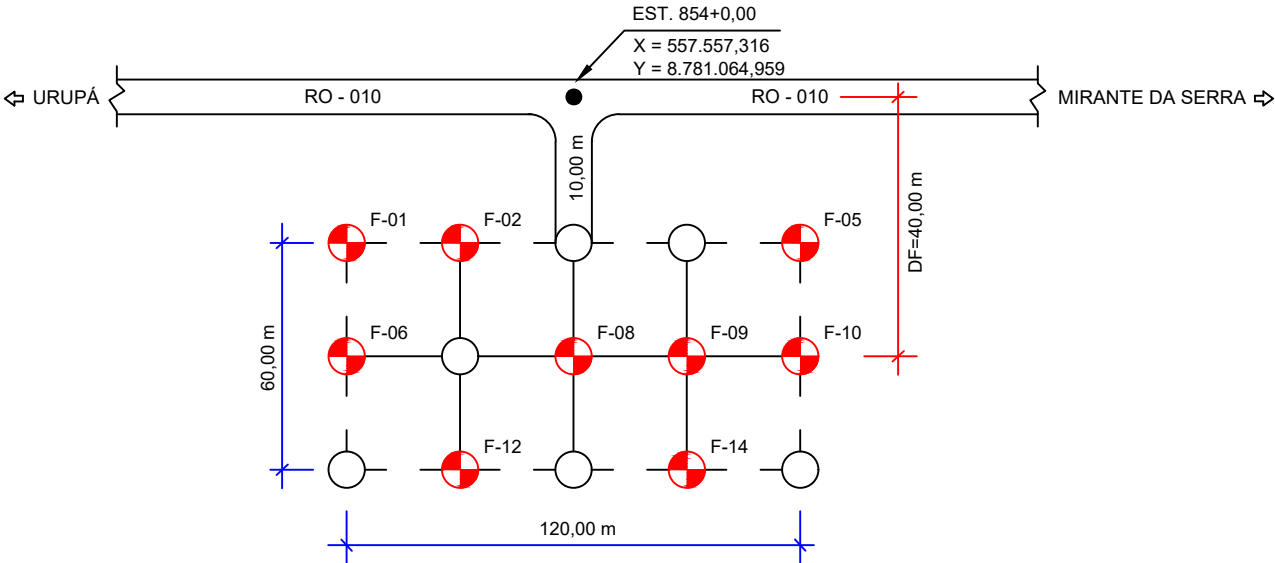 EST. 854+0,00
X = 557.557,316
Y = 8.781.064,959
URUPÁ
RO - 010
RO - 010
MIRANTE DA SERRA
10,00 m
DF=40,00 m
F-01
F-02
F-05
60,00 m
F-06
F-08
F-09
F-10
F-12
F-14
120,00 m